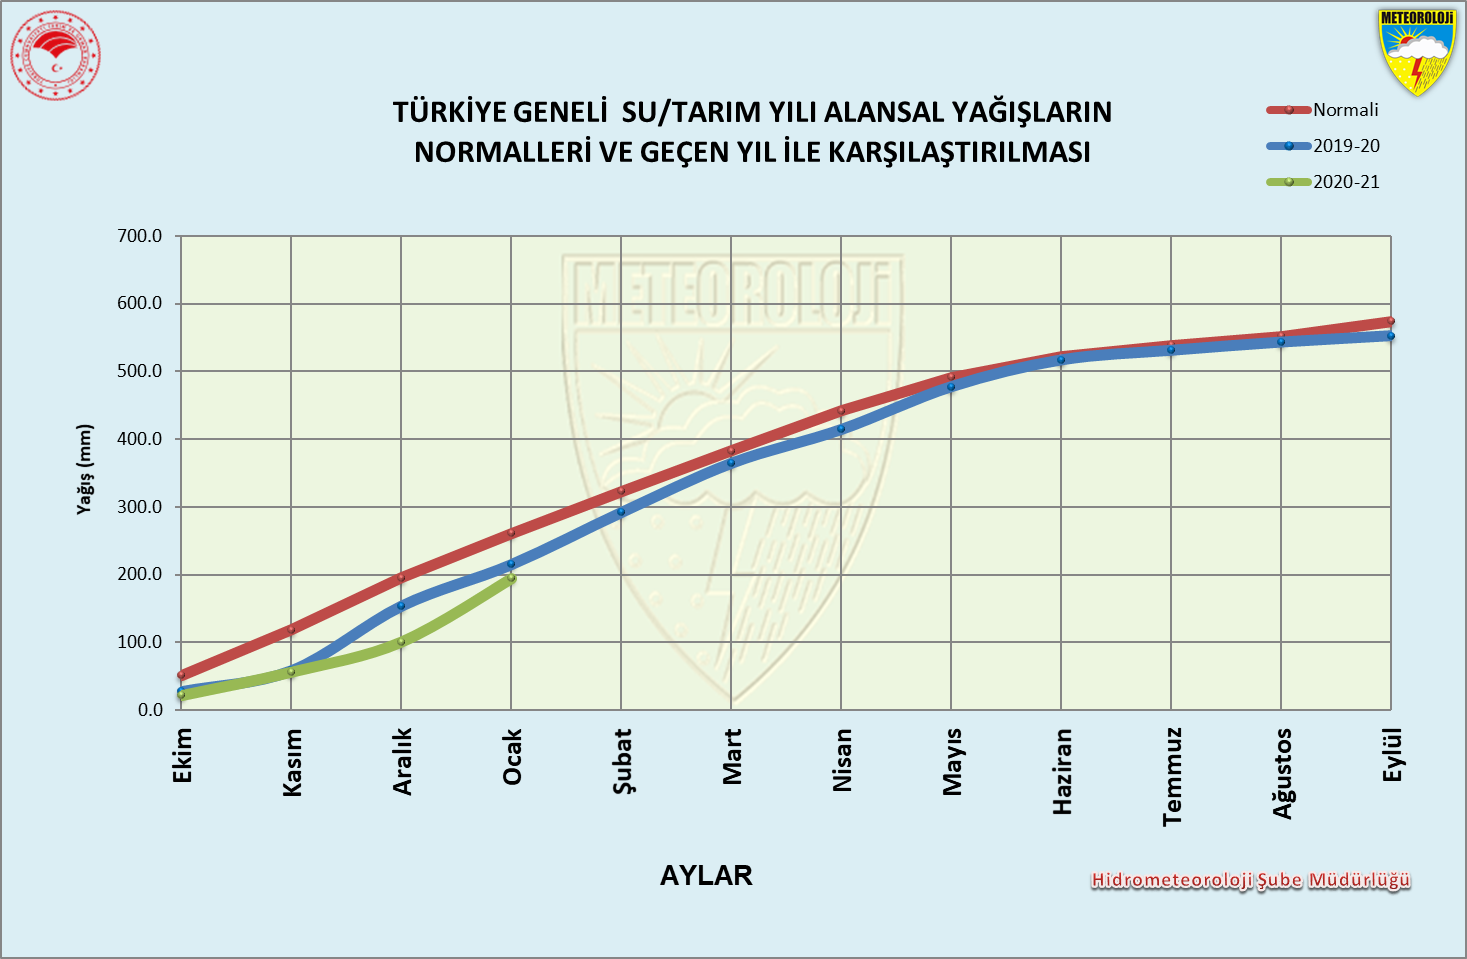 METEOROLOJi
TÜRKİYE GENELİ SU/TARIM YILI ALANSAL YAĞIŞLARIN
NORMALLERİ VE GEÇEN YIL İLE KARŞILAŞTIRILMASI
Normali
2019-20
2020-21
METEOROLOJi
700.0
600.0
500.0
400.0
300.0
200.0
100.0
0.0
Yağış (mm)
Ekim
Kasım
Aralık
Ocak
Şubat
Mart
Nisan
Mayıs
Haziran
Temmuz
Ağustos
Eylül
AYLAR
Hidrometeoroloji Şube Müdürlüğü